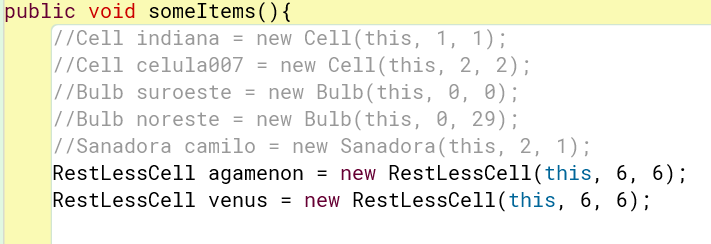 public void someItems(){
//Cell indiana = new Cell(this, 1, 1);
//Cell celula007 = new Cell(this, 2, 2);
//Bulb suroeste = new Bulb(this, 0, 0);
//Bulb noreste = new Bulb(this, 0, 29);
//Sanadora camilo = new Sanadora(this, 2, 1);
RestLessCell agamenon = new RestLessCell(this, 6, 6);
RestLessCell venus = new RestLessCell(this, 6, 6);